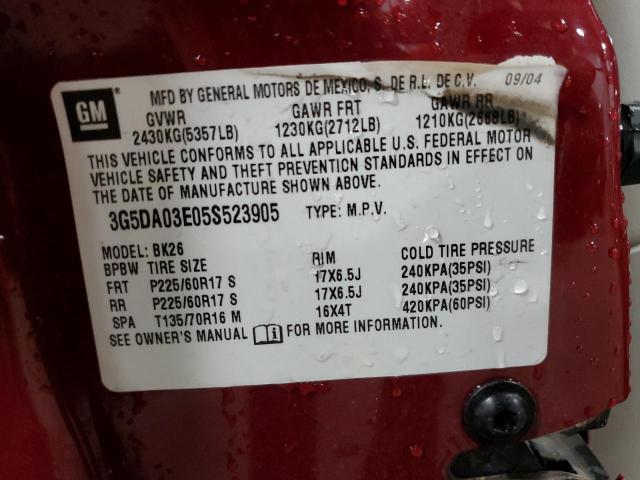 GM
MFD BY GENERAL MOTORS DE MEXICO, S. DE R.L. DE C.V. 09/04
GVWR GAWR FRT GAWR RR
2430KG(5357LB) 1230KG(2712LB) 1210KG(2668LB)
THIS VEHICLE CONFORMS TO ALL APPLICABLE U.S. FEDERAL MOTOR
VEHICLE SAFETY AND THEFT PREVENTION STANDARDS IN EFFECT ON
THE DATE OF MANUFACTURE SHOWN ABOVE.
3G5DA03E05S523905 TYPE: M.P.V.
MODEL: BK26
BPBW TIRE SIZE RIM COLD TIRE PRESSURE
FRT P225/60R17 S 17X6.5J 240KPA(35PSI)
RR P225/60R17 S 17X6.5J 240KPA(35PSI)
SPA T135/70R16 M 16X4T 420KPA(60PSI)
SEE OWNER'S MANUAL FOR MORE INFORMATION.